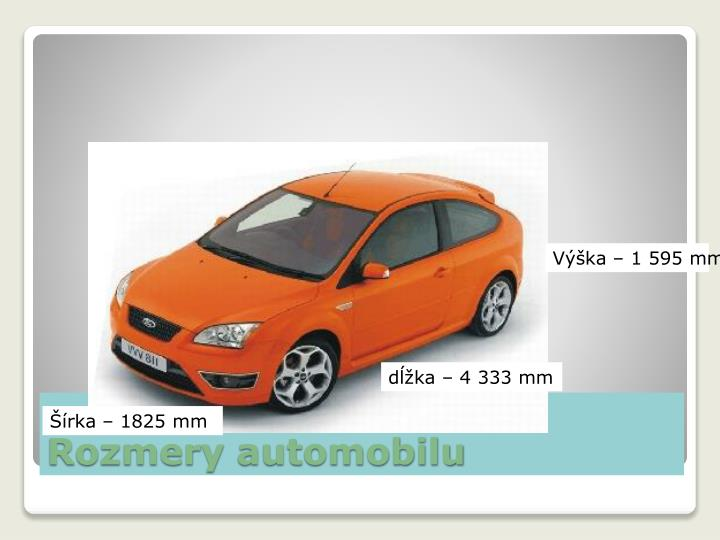 Výška – 1 595 mm
dĺžka – 4 333 mm
Šírka – 1825 mm
Rozmery automobilu